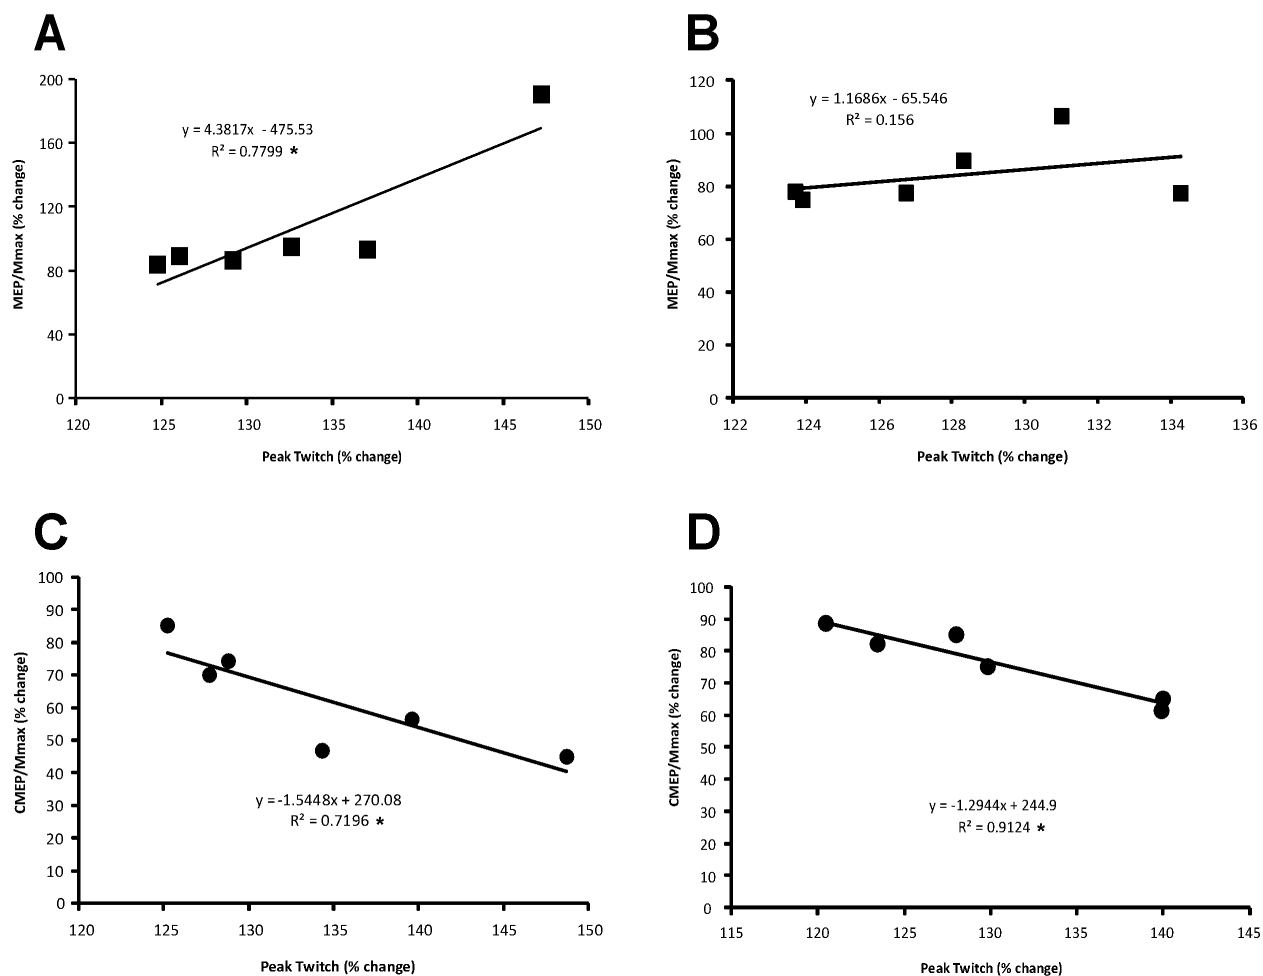 A
200
160
120
80
40
0
y = 4.3817x - 475.53
R² = 0.7799 *
MEP/Mmax (% change)
120 125 130 135 140 145 150
Peak Twitch (% change)
B
120
100
80
60
40
20
0
y = 1.1686x - 65.546
R² = 0.156
MEP/Mmax (% change)
122 124 126 128 130 132 134 136
Peak Twitch (% change)
C
100
90
80
70
60
50
40
30
20
10
0
y = -1.5448x + 270.08
R² = 0.7196 *
CMEP/Mmax (% change)
120 125 130 135 140 145 150
Peak Twitch (% change)
D
100
90
80
70
60
50
40
30
20
10
0
y = -1.2944x + 244.9
R² = 0.9124 *
CMEP/Mmax (% change)
115 120 125 130 135 140 145
Peak Twitch (% change)